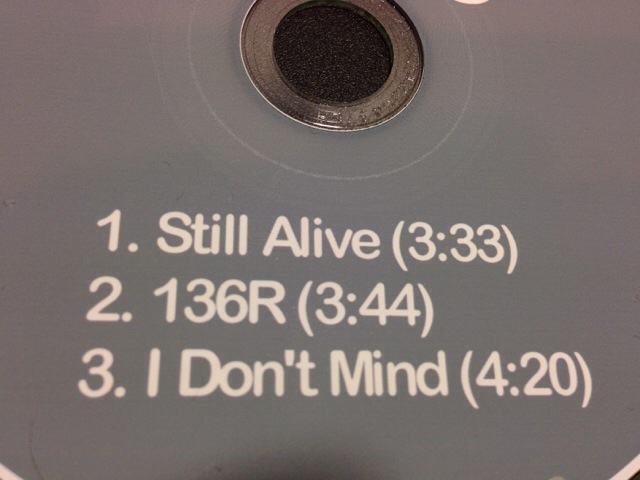 1. Still Alive (3:33)
2. 136R (3:44)
3. I Don't Mind (4:20)